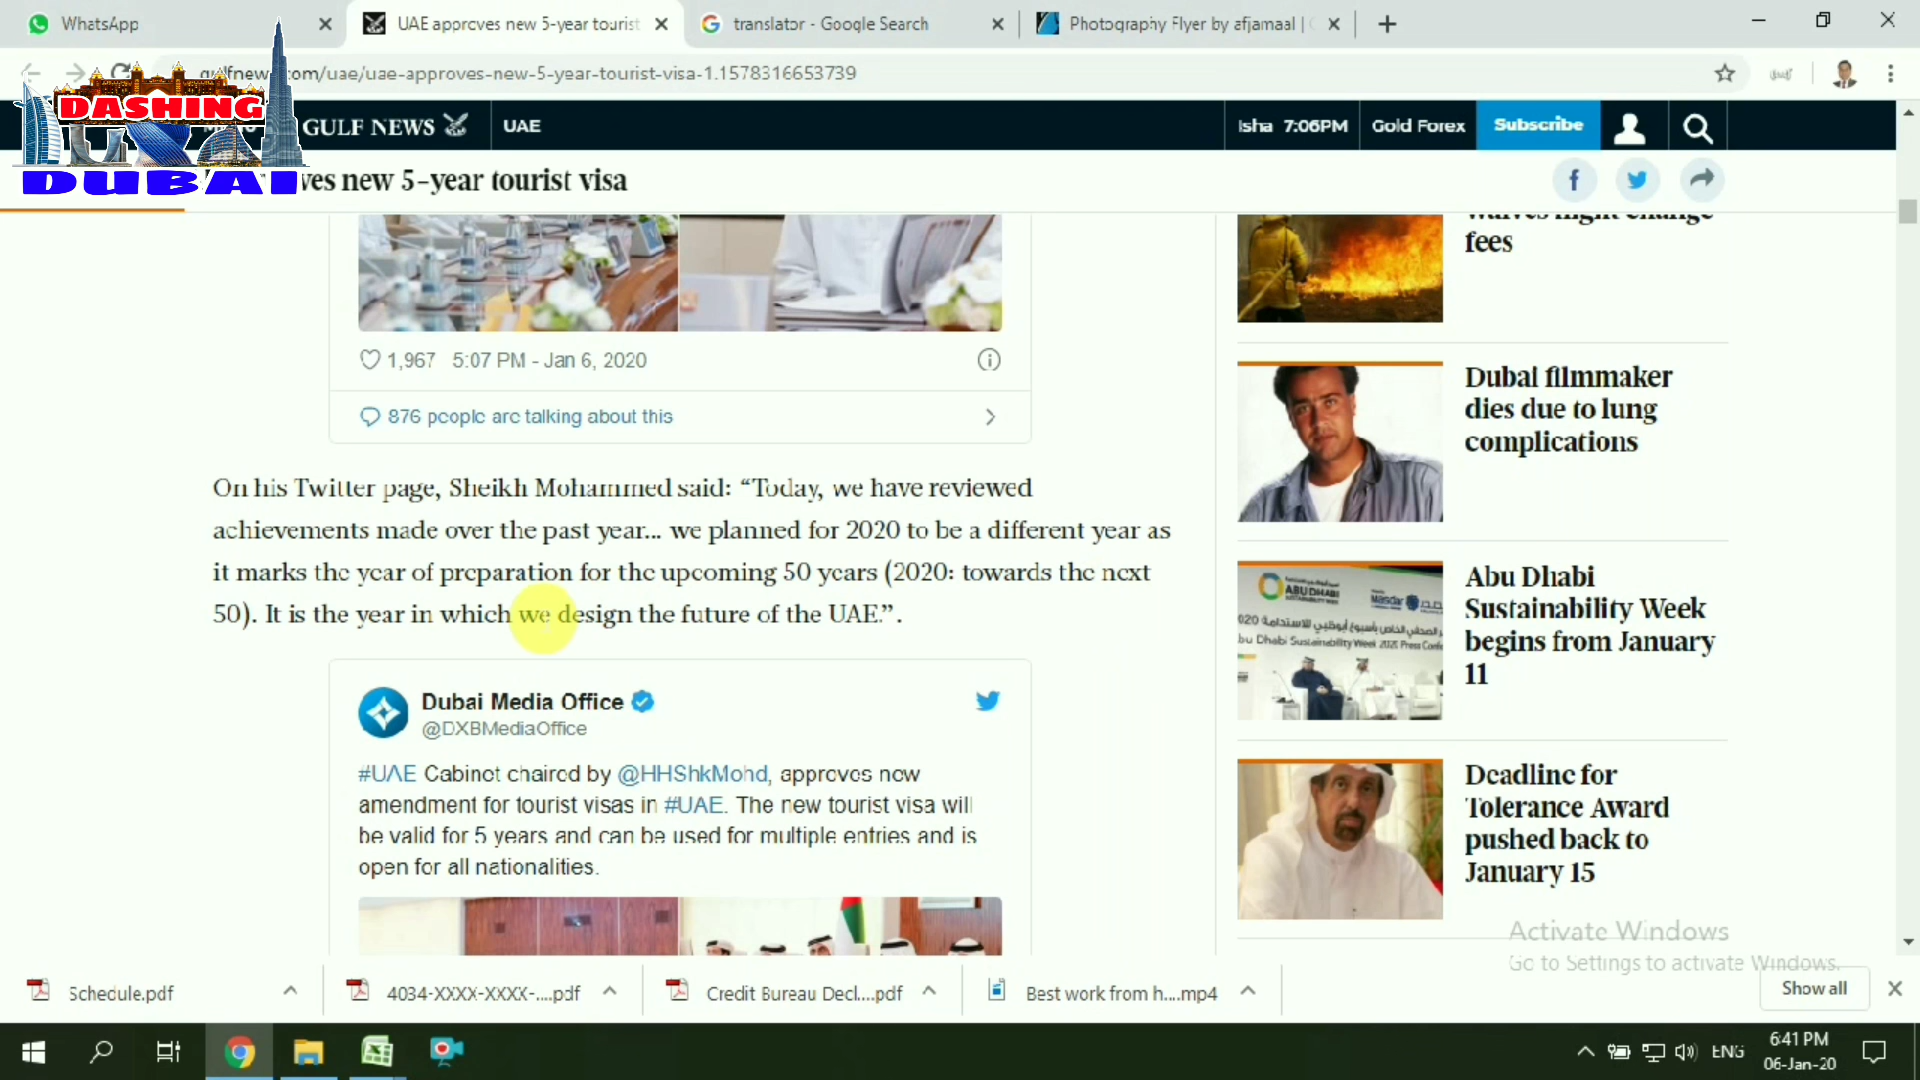 WhatsApp
UAE approves new 5-year tourist
translator - Google Search
Photography Flyer by afjamaal |
/uae/uae-approves-new-5-year-tourist-visa-1.1578316653739
DASHING
DUBAI
GULF NEWS
UAE
Isha 7:06PM
Gold Forex
Subscribe
new 5-year tourist visa
fees
1,967 5:07 PM - Jan 6, 2020
876 people are talking about this
Dubai filmmaker
dies due to lung
complications
On his Twitter page, Sheikh Mohammed said: “Today, we have reviewed
achievements made over the past year... we planned for 2020 to be a different year as
it marks the year of preparation for the upcoming 50 years (2020: towards the next
50). It is the year in which we design the future of the UAE.”.
ABU DHABI
Masdar
Abu Dhabi
Sustainability Week
begins from January
11
Dubai Media Office
@DXBMediaOffice
#UAE Cabinet chaired by @HHShkMohd, approves new
amendment for tourist visas in #UAE. The new tourist visa will
be valid for 5 years and can be used for multiple entries and is
open for all nationalities.
Deadline for
Tolerance Award
pushed back to
January 15
Activate Windows
Go to Settings to activate Windows.
Schedule.pdf
4034-XXXX-XXXX-....pdf
Credit Bureau Decl....pdf
Best work from h....mp4
Show all
ENG
6:41 PM
06-Jan-20